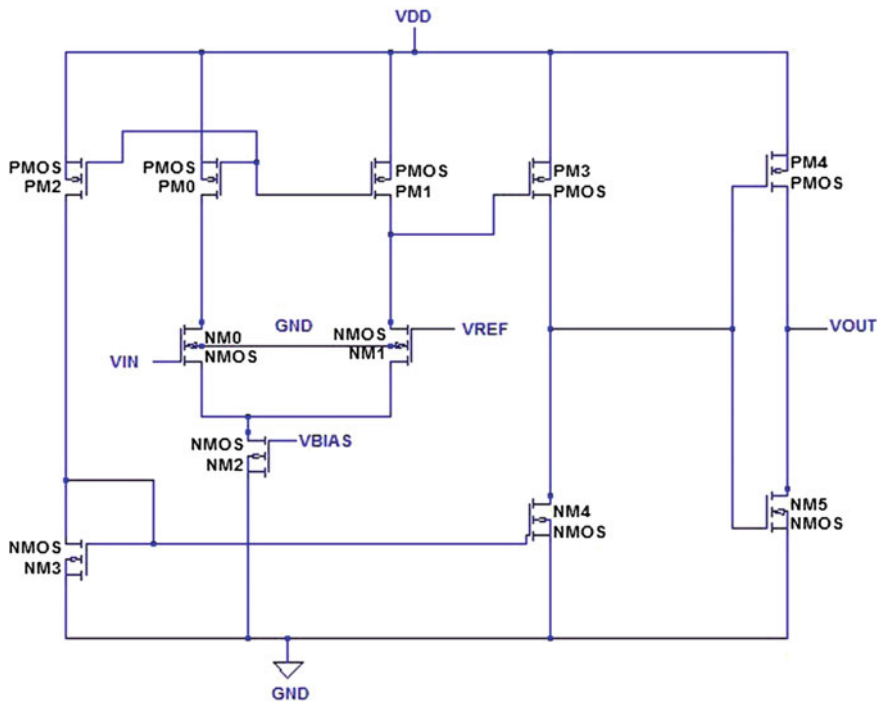 VDD
PMOS
PM2
PMOS
PM0
PMOS
PM1
PM3
PMOS
PM4
PMOS
NM0
NMOS
GND
NMOS
NM1
VREF
VOUT
VIN
NMOS
NM2
VBIAS
NM4
NMOS
NM5
NMOS
NMOS
NM3
GND